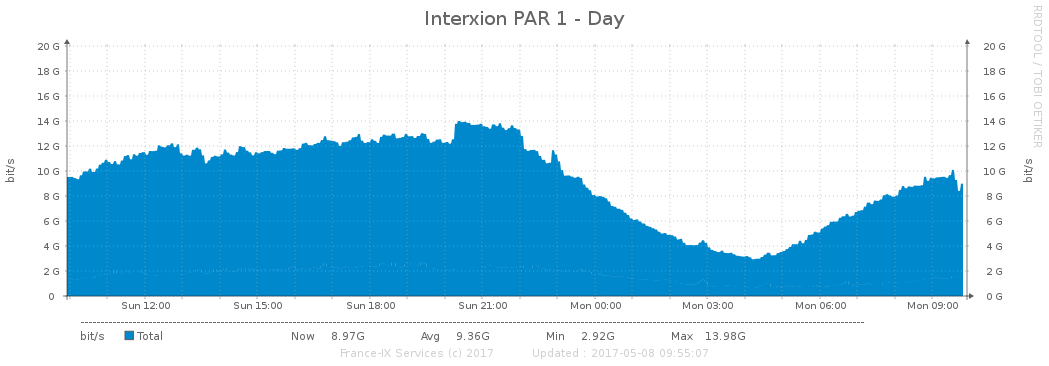 Interxion PAR 1 - Day
RRDTOOL / TOBI OETIKER
bit/s
bit/s
20 G 20 G
18 G 18 G
16 G 16 G
14 G 14 G
12 G 12 G
10 G 10 G
8 G 8 G
6 G 6 G
4 G 4 G
2 G 2 G
0 0 G
Sun 12:00 Sun 15:00 Sun 18:00 Sun 21:00 Mon 00:00 Mon 03:00 Mon 06:00 Mon 09:00
bit/s Total Now 8.97G Avg 9.36G Min 2.92G Max 13.98G
France-IX Services (c) 2017 Updated : 2017-05-08 09:55:07